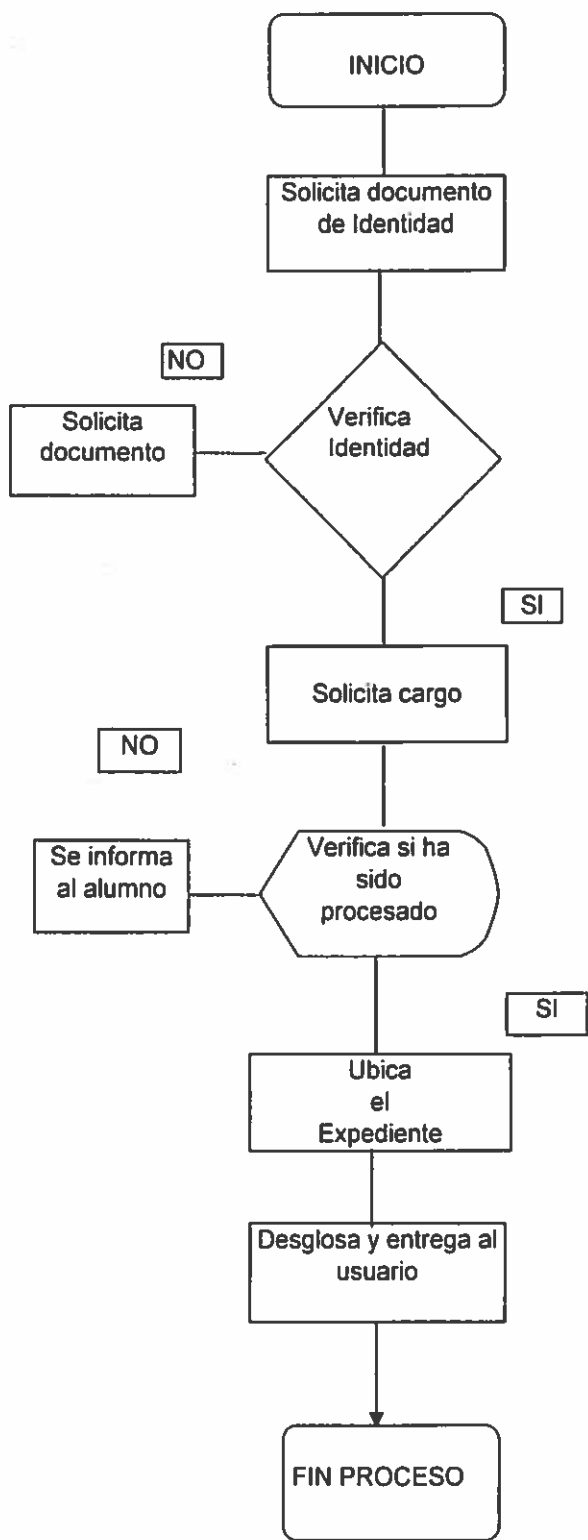 INICIO
Solicita documento
de Identidad
NO
Verifica
Identidad
Solicita
documento
SI
Solicita cargo
NO
Verifica si ha
sido
procesado
Se informa
al alumno
SI
Ubica
el
Expediente
Desglosa y entrega al
usuario
FIN PROCESO